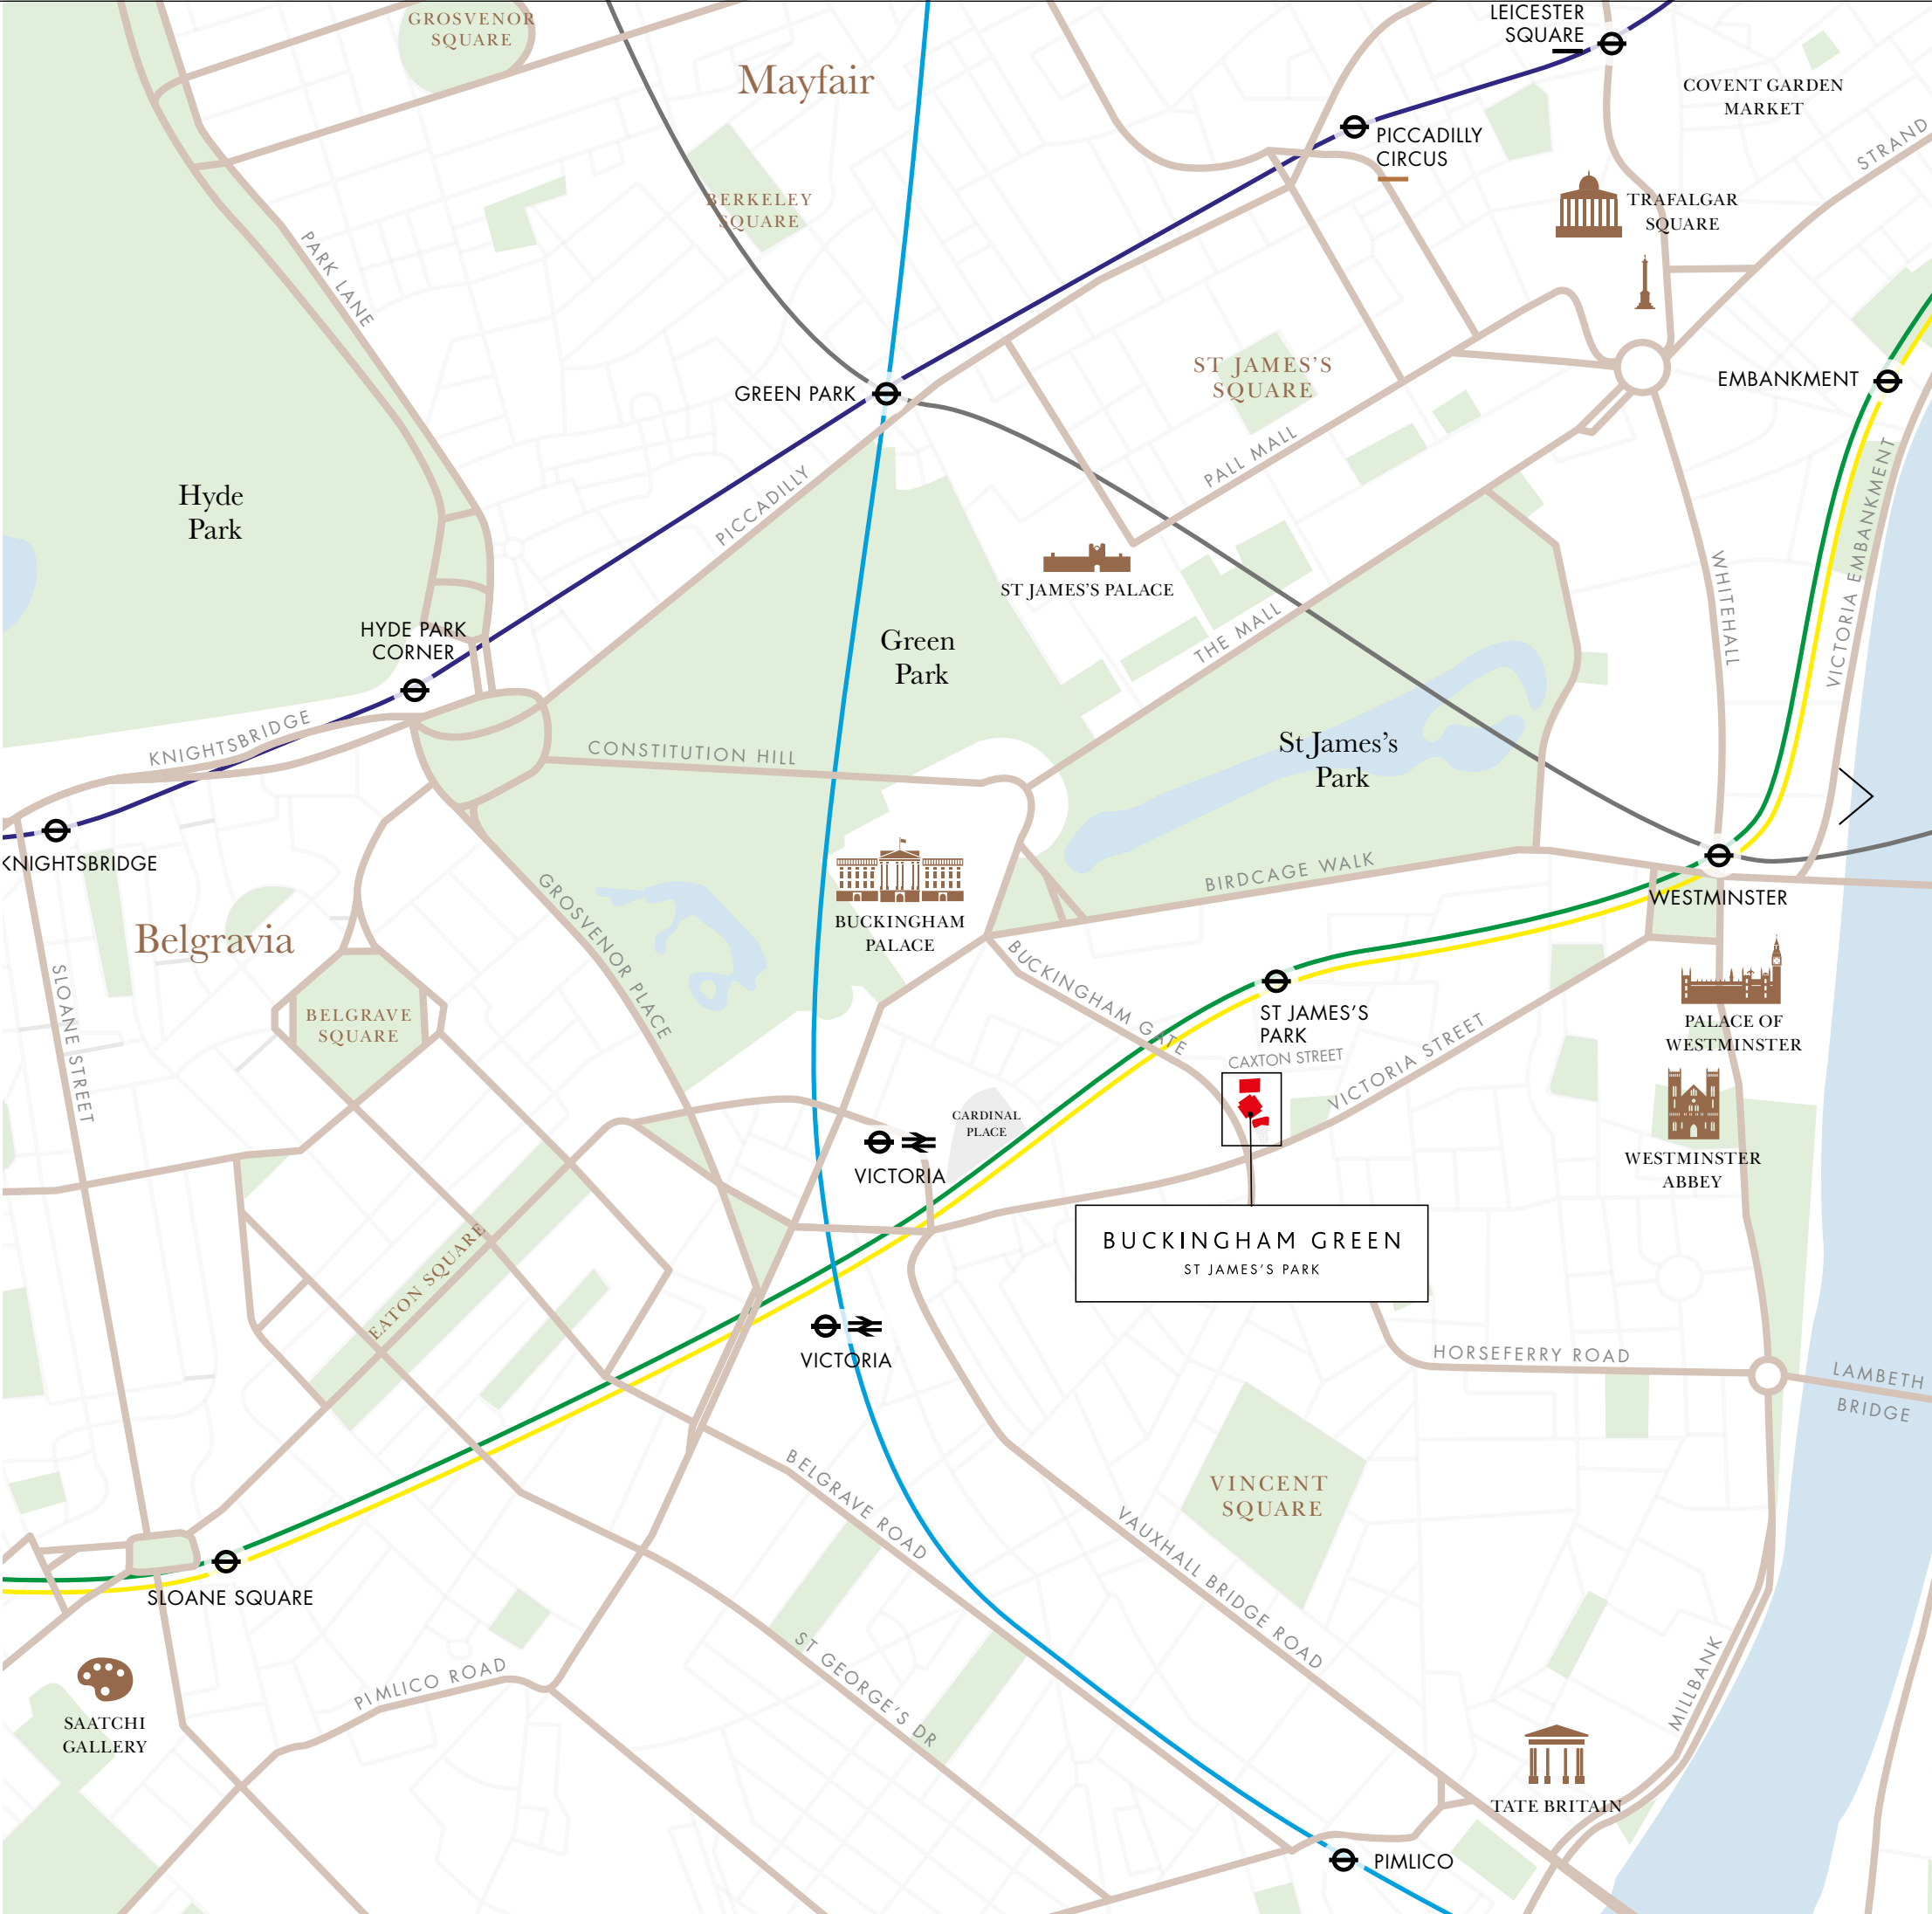 GROSVENOR
SQUARE
Mayfair
LEICESTER
SQUARE
COVENT GARDEN
MARKET
STRAND
PICCADILLY
CIRCUS
TRAFALGAR
SQUARE
BERKELEY
SQUARE
PARK LANE
GREEN PARK
ST JAMES'S
SQUARE
EMBANKMENT
PALL MALL
PICCADILLY
Hyde
Park
VICTORIA EMBANKMENT
WHITEHALL
ST JAMES'S PALACE
THE MALL
HYDE PARK
CORNER
Green
Park
KNIGHTSBRIDGE
CONSTITUTION HILL
St James's
Park
KNIGHTSBRIDGE
BIRDCAGE WALK
WESTMINSTER
Belgravia
GROSVENOR PLACE
BUCKINGHAM
PALACE
BUCKINGHAM GATE
SLOANE STREET
BELGRAVE
SQUARE
ST JAMES'S
PARK
CAXTON STREET
VICTORIA STREET
PALACE OF
WESTMINSTER
CARDINAL
PLACE
VICTORIA
WESTMINSTER
ABBEY
BUCKINGHAM GREEN
ST JAMES'S PARK
EATON SQUARE
VICTORIA
HORSEFERRY ROAD
LAMBETH
BRIDGE
BELGRAVE ROAD
VINCENT
SQUARE
VAUXHALL BRIDGE ROAD
SLOANE SQUARE
ST GEORGE'S DR
PIMLICO ROAD
MILLBANK
SAATCHI
GALLERY
TATE BRITAIN
PIMLICO